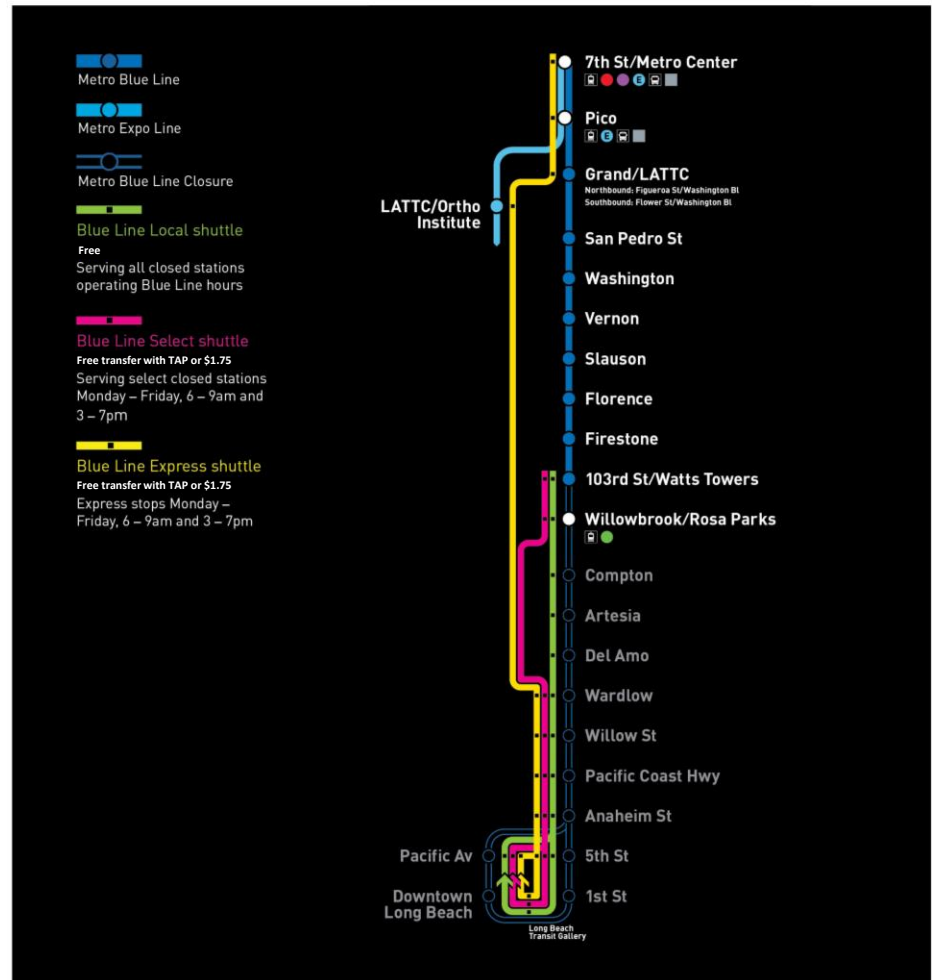 Metro Blue Line
Metro Expo Line
Metro Blue Line Closure
Blue Line Local shuttle
Free
Serving all closed stations
operating Blue Line hours
Blue Line Select shuttle
Free transfer with TAP or $1.75
Serving select closed stations
Monday – Friday, 6 – 9am and
3 – 7pm
Blue Line Express shuttle
Free transfer with TAP or $1.75
Express stops Monday –
Friday, 6 – 9am and 3 – 7pm
7th St/Metro Center
E
Pico
E
Grand/LATTC
Northbound: Figueroa St/Washington Bl
Southbound: Flower St/Washington Bl
LATTC/Ortho
Institute
San Pedro St
Washington
Vernon
Slauson
Florence
Firestone
103rd St/Watts Towers
Willowbrook/Rosa Parks
Compton
Artesia
Del Amo
Wardlow
Willow St
Pacific Coast Hwy
Anaheim St
Pacific Av
5th St
Downtown
Long Beach
1st St
Long Beach
Transit Gallery